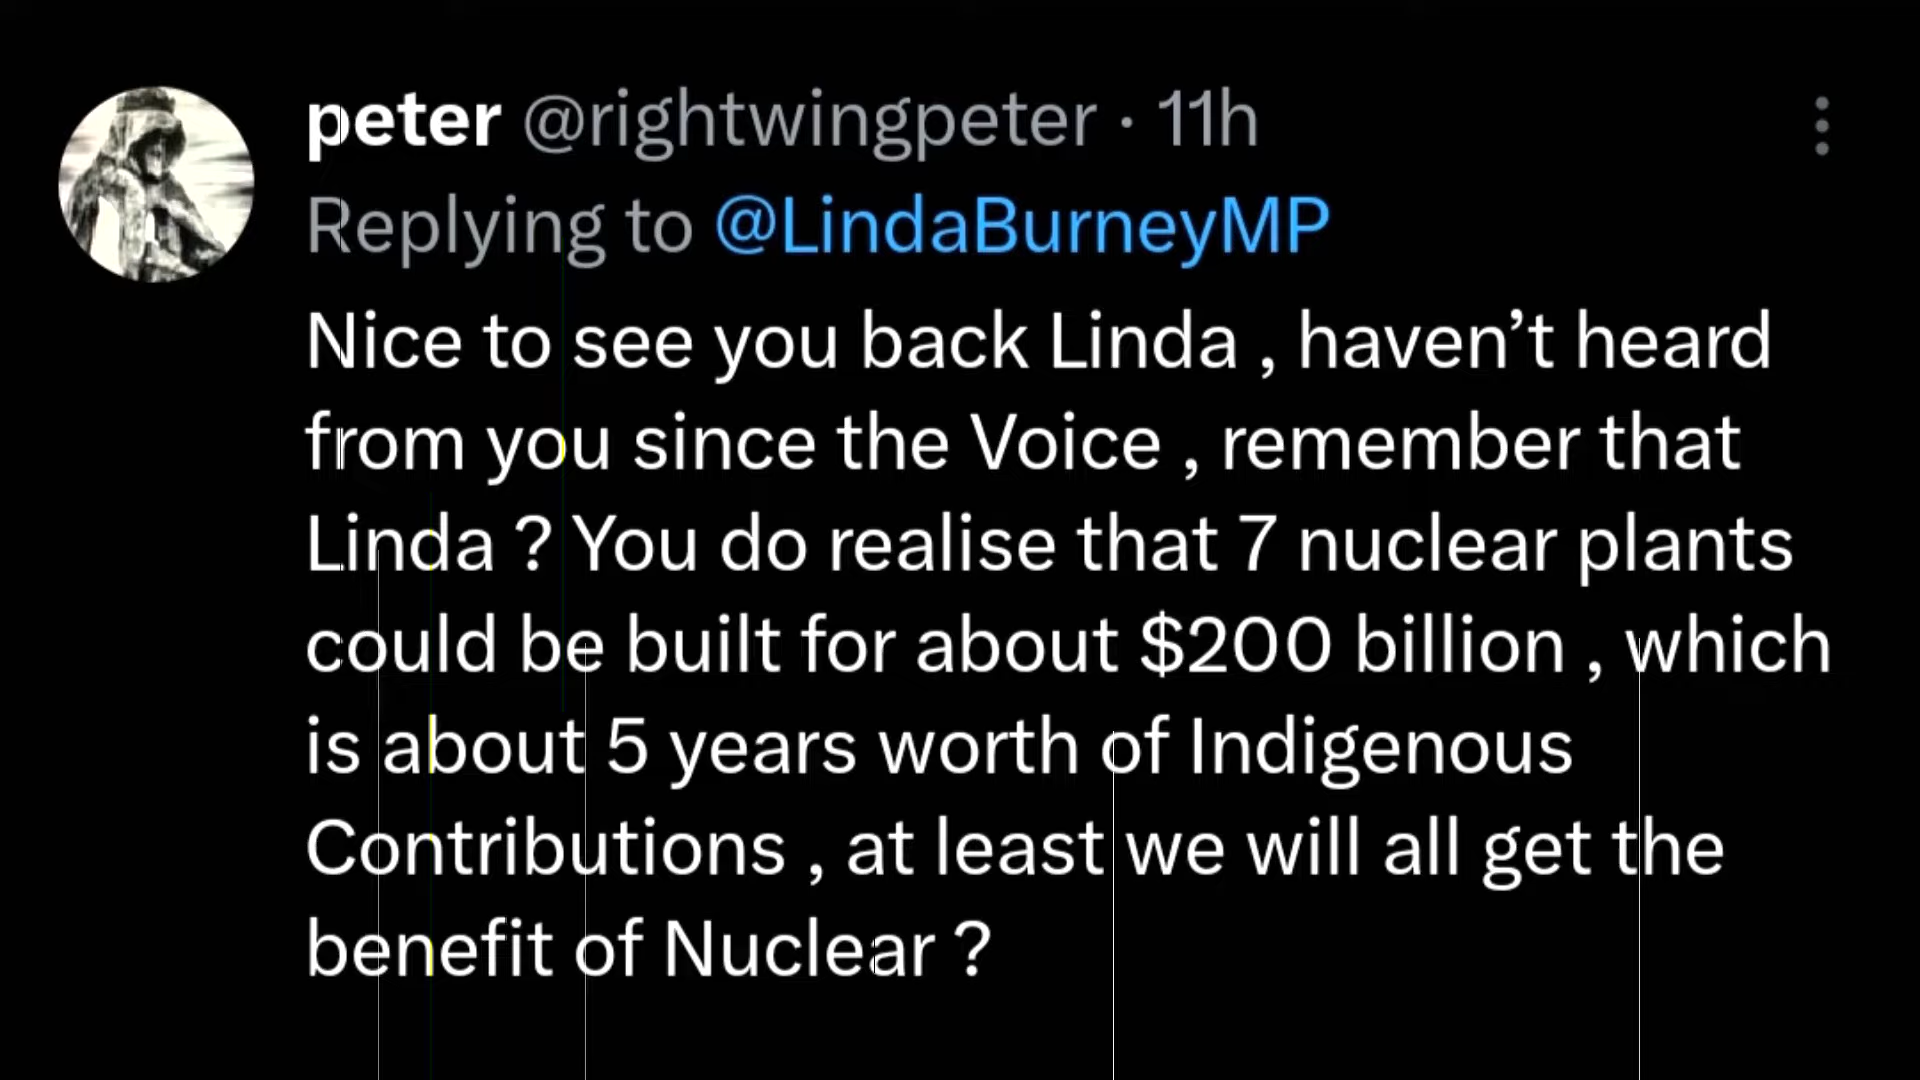 peter @rightwingpeter · 11h
Replying to @LindaBurneyMP
Nice to see you back Linda , haven’t heard
from you since the Voice , remember that
Linda ? You do realise that 7 nuclear plants
could be built for about $200 billion , which
is about 5 years worth of Indigenous
Contributions , at least we will all get the
benefit of Nuclear ?